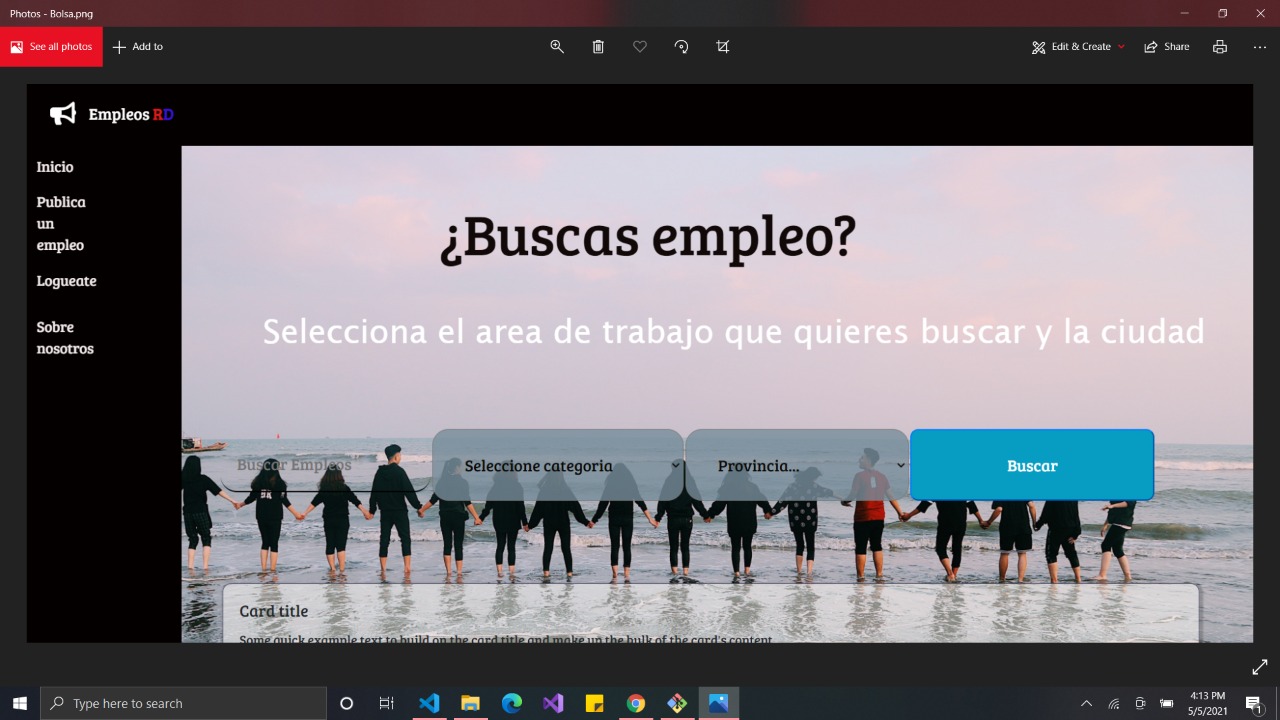 Photos - Bolsa.png
See all photos
Add to
Edit & Create
Share
Empleos RD
Inicio
Publica
un
empleo
Logueate
Sobre
nosotros
¿Buscas empleo?
Selecciona el area de trabajo que quieres buscar y la ciudad
Buscar Empleos
Seleccione categoria
Provincia...
Buscar
Card title
Some quick example text to build on the card title and make up the bulk of the card's content.
Type here to search
4:13 PM
5/5/2021
1